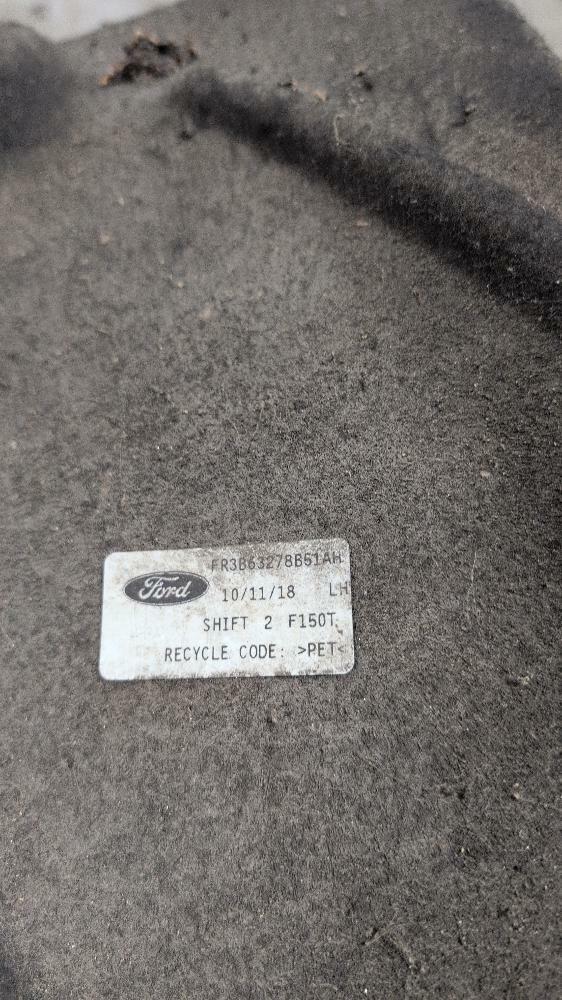 FR3B63278B51AH
Ford
10/11/18 LH
SHIFT 2 F150T
RECYCLE CODE: >PET<